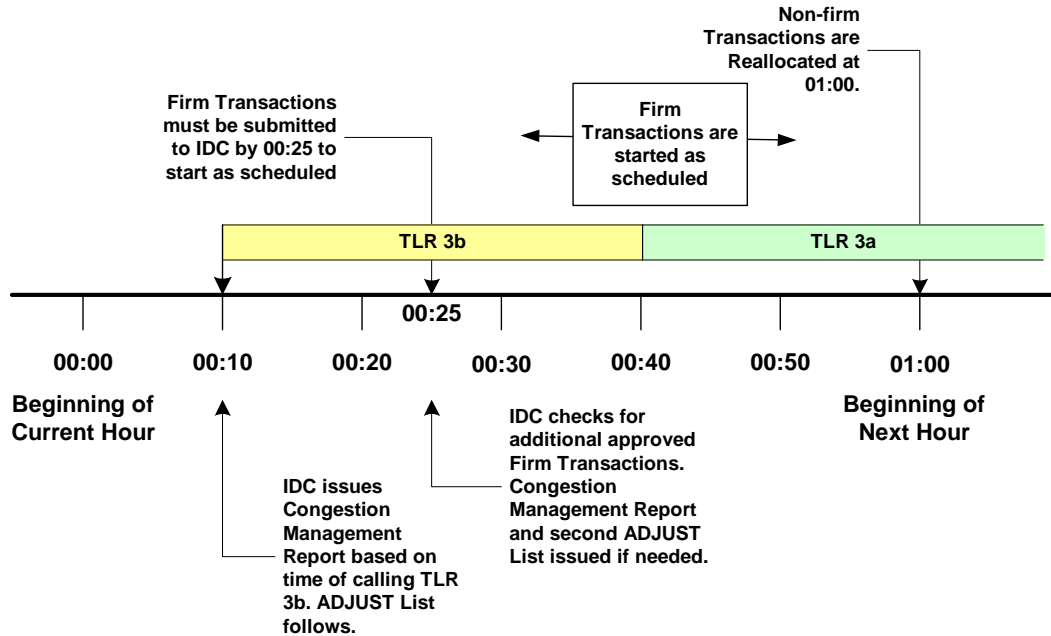 Non-firm
Transactions are
Reallocated at
01:00.
Firm Transactions
must be submitted
to IDC by 00:25 to
start as scheduled
Firm
Transactions are
started as
scheduled
TLR 3b
TLR 3a
00:25
00:00
00:10
00:20
00:30
00:40
00:50
01:00
Beginning of
Current Hour
Beginning of
Next Hour
IDC issues
Congestion
Management
Report based on
time of calling TLR
3b. ADJUST List
follows.
IDC checks for
additional approved
Firm Transactions.
Congestion
Management Report
and second ADJUST
List issued if needed.